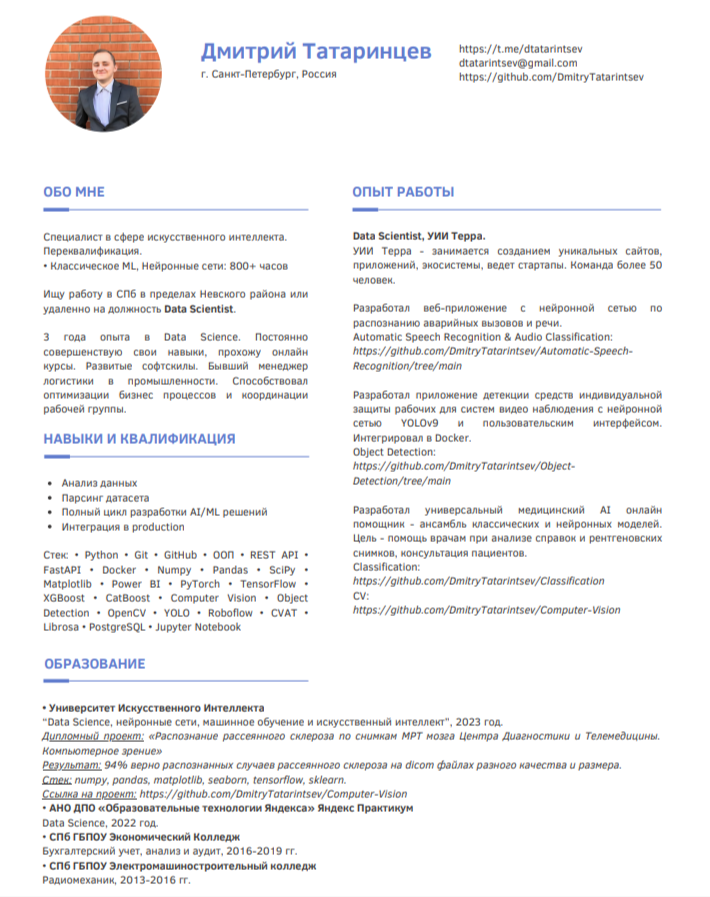 Дмитрий Татаринцев
г. Санкт-Петербург, Россия
https://t.me/dtatarintsev
dtatarintsev@gmail.com
https://github.com/DmitryTatarintsev
ОБО МНЕ
Специалист в сфере искусственного интеллекта.
Переквалификация.
• Классическое ML, Нейронные сети: 800+ часов
Ищу работу в СПб в пределах Невского района или
удаленно на должность Data Scientist.
3 года опыта в Data Science. Постоянно
совершенствую свои навыки, прохожу онлайн
курсы. Развитые софтскилы. Бывший менеджер
логистики в промышленности. Способствовал
оптимизации бизнес процессов и координации
рабочей группы.
НАВЫКИ И КВАЛИФИКАЦИЯ
• Анализ данных
• Парсинг датасета
• Полный цикл разработки AI/ML решений
• Интеграция в production
Стек: • Python • Git • GitHub • ООП • REST API •
FastAPI • Docker • Numpy • Pandas • SciPy •
Matplotlib • Power BI • PyTorch • TensorFlow •
XGBoost • CatBoost • Computer Vision • Object
Detection • OpenCV • YOLO • Roboflow • CVAT •
Librosa • PostgreSQL • Jupyter Notebook
ОПЫТ РАБОТЫ
Data Scientist, УИИ Терра.
УИИ Терра - занимается созданием уникальных сайтов,
приложений, экосистемы, ведет стартапы. Команда более 50
человек.
Разработал веб-приложение с нейронной сетью по
распознанию аварийных вызовов и речи.
Automatic Speech Recognition & Audio Classification:
https://github.com/DmitryTatarintsev/Automatic-Speech-
Recognition/tree/main
Разработал приложение детекции средств индивидуальной
защиты рабочих для систем видео наблюдения с нейронной
сетью YOLOv9 и пользовательским интерфейсом.
Интегрировал в Docker.
Object Detection:
https://github.com/DmitryTatarintsev/Object-
Detection/tree/main
Разработал универсальный медицинский AI онлайн
помощник - ансамбль классических и нейронных моделей.
Цель - помощь врачам при анализе справок и рентгеновских
снимков, консультация пациентов.
Classification:
https://github.com/DmitryTatarintsev/Classification
CV:
https://github.com/DmitryTatarintsev/Computer-Vision
ОБРАЗОВАНИЕ
• Университет Искусственного Интеллекта
"Data Science, нейронные сети, машинное обучение и искусственный интеллект", 2023 год.
Дипломный проект: «Распознание рассеянного склероза по снимкам МРТ мозга Центра Диагностики и Телемедицины.
Компьютерное зрение»
Результат: 94% верно распознанных случаев рассеянного склероза на dicom файлах разного качества и размера.
Стек: numpy, pandas, matplotlib, seaborn, tensorflow, sklearn.
Ссылка на проект: https://github.com/DmitryTatarintsev/Computer-Vision
• АНО ДПО «Образовательные технологии Яндекса» Яндекс Практикум
Data Science, 2022 год.
• СПб ГБПОУ Экономический Колледж
Бухгалтерский учет, анализ и аудит, 2016-2019 гг.
• СПб ГБПОУ Электромашиностроительный колледж
Радиомеханик, 2013-2016 гг.